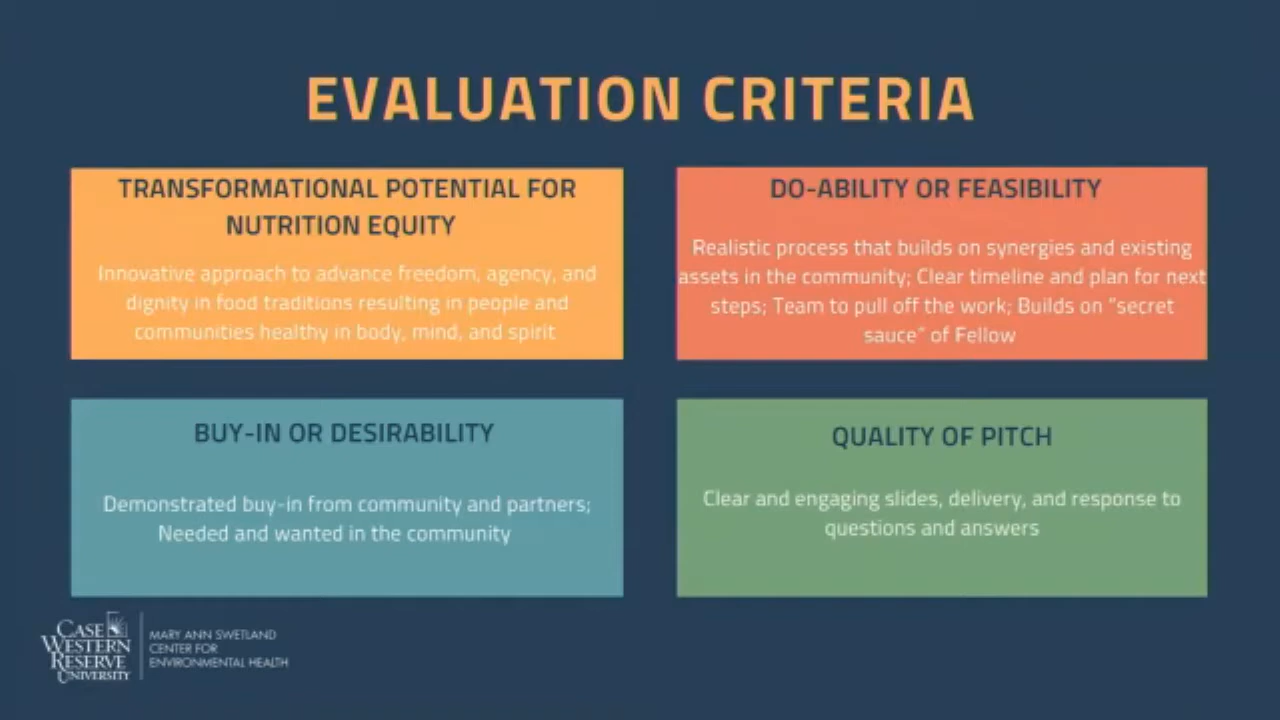 EVALUATION CRITERIA
TRANSFORMATIONAL POTENTIAL FOR
NUTRITION EQUITY
Innovative approach to advance freedom, agency, and
dignity in food traditions resulting in people and
communities healthy in body, mind, and spirit
DO-ABILITY OR FEASIBILITY
Realistic process that builds on synergies and existing
assets in the community; Clear timeline and plan for next
steps; Team to pull off the work; Builds on "secret
sauce" of Fellow
BUY-IN OR DESIRABILITY
Demonstrated buy-in from community and partners;
Needed and wanted in the community
QUALITY OF PITCH
Clear and engaging slides, delivery, and response to
questions and answers
CASE
WESTERN
RESERVE
UNIVERSITY
MARY ANN SWETLAND
CENTER FOR
ENVIRONMENTAL HEALTH